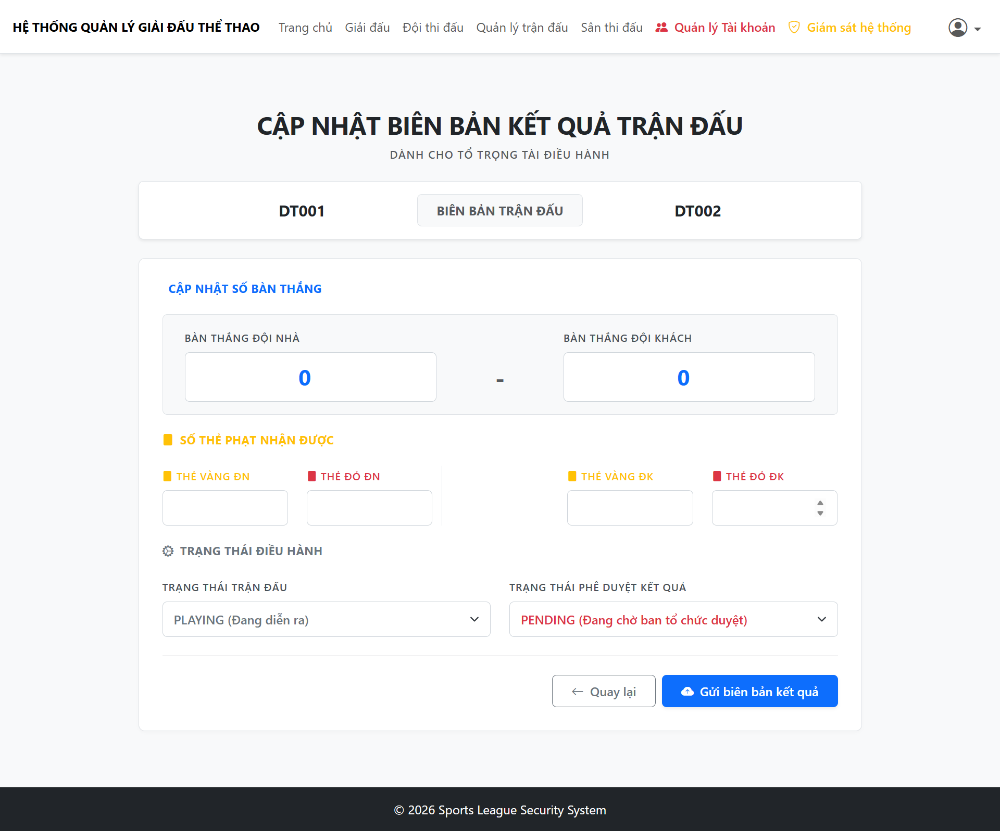 HỆ THỐNG QUẢN LÝ GIẢI ĐẤU THỂ THAO Trang chủ Giải đấu Đội thi đấu Quản lý trận đấu Sân thi đấu Quản lý Tài khoản Giám sát hệ thống
CẬP NHẬT BIÊN BẢN KẾT QUẢ TRẬN ĐẤU
DÀNH CHO TỔ TRỌNG TÀI ĐIỀU HÀNH
DT001 BIÊN BẢN TRẬN ĐẤU DT002
CẬP NHẬT SỐ BÀN THẮNG
BÀN THẮNG ĐỘI NHÀ BÀN THẮNG ĐỘI KHÁCH
0 - 0
SỐ THẺ PHẠT NHẬN ĐƯỢC
THẺ VÀNG ĐN THẺ ĐỎ ĐN THẺ VÀNG ĐK THẺ ĐỎ ĐK
TRẠNG THÁI ĐIỀU HÀNH
TRẠNG THÁI TRẬN ĐẤU TRẠNG THÁI PHÊ DUYỆT KẾT QUẢ
PLAYING (Đang diễn ra) PENDING (Đang chờ ban tổ chức duyệt)
Quay lại Gửi biên bản kết quả
© 2026 Sports League Security System